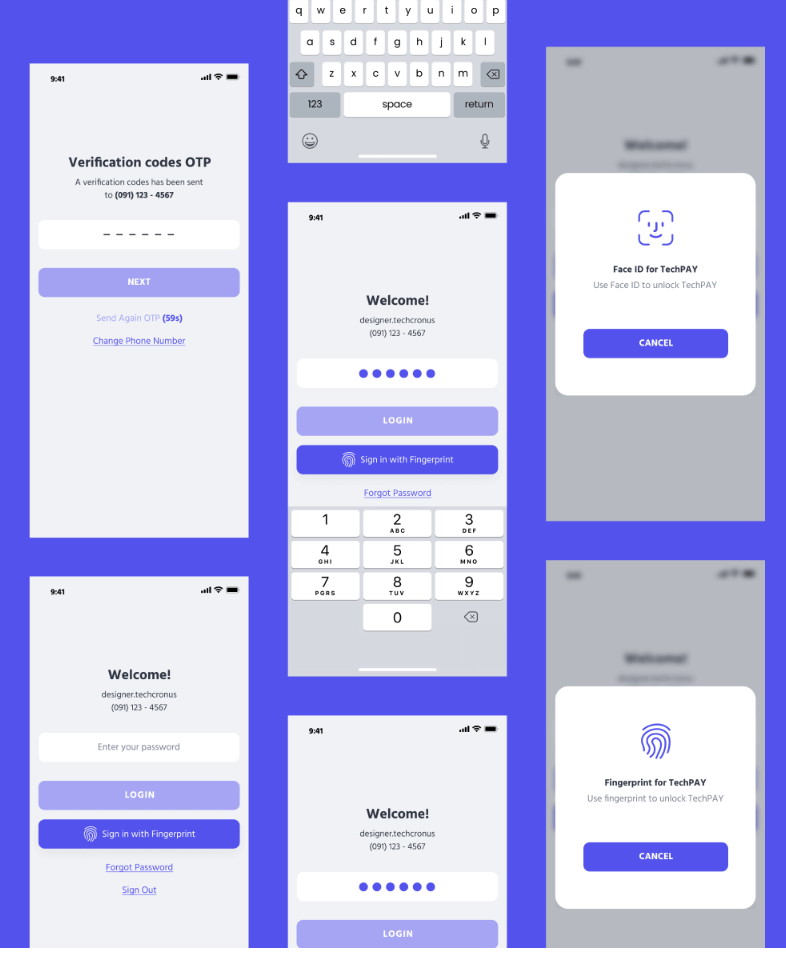 9:41
Verification codes OTP
A verification codes has been sent
to (091) 123 - 4567
NEXT
Send Again OTP (59s)
Change Phone Number
9:41
Welcome!
designer.techcronus
(091) 123 - 4567
Enter your password
LOGIN
Sign in with Fingerprint
Forgot Password
Sign Out
q w e r t y u i o p
a s d f g h j k l
z x c v b n m
123 space return
9:41
Welcome!
designer.techcronus
(091) 123 - 4567
LOGIN
Sign in with Fingerprint
Forgot Password
1 2 3
ABC DEF
4 5 6
GHI JKL MNO
7 8 9
PQRS TUV WXYZ
0
9:41
Welcome!
designer.techcronus
(091) 123 - 4567
LOGIN
Welcome!
Face ID for TechPAY
Use Face ID to unlock TechPAY
CANCEL
Welcome!
Fingerprint for TechPAY
Use fingerprint to unlock TechPAY
CANCEL